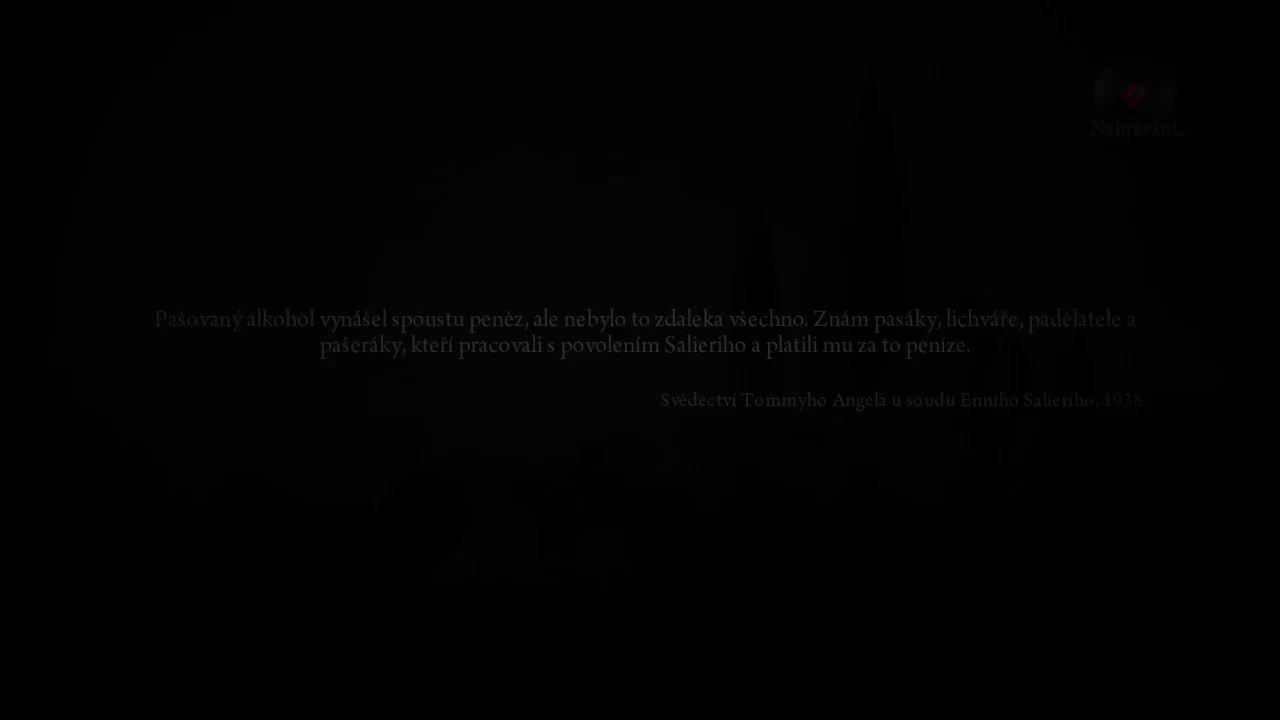 Nahrávání...
Pašovaný alkohol vynášel spoustu peněz, ale nebylo to zdaleka všechno. Znám pasáky, lichváře, padělatele a
pašeráky, kteří pracovali s povolením Salieriho a platili mu za to peníze.
Svědectví Tommyho Angela u soudu Enniho Salieriho, 1938